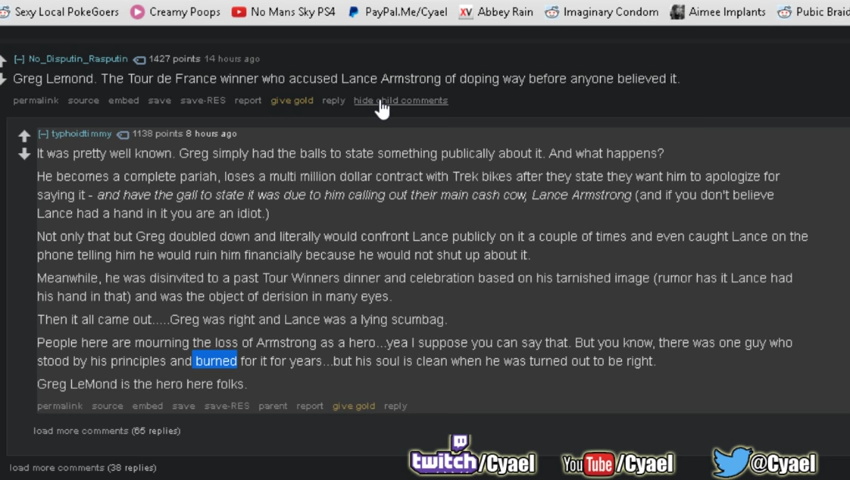 Sexy Local PokeGoers Creamy Poops No Mans Sky PS4 PayPal.Me/Cyael XV Abbey Rain Imaginary Condom Aimee Implants Pubic Braid
[–] No_Disputin_Rasputin 1427 points 14 hours ago
Greg Lemond. The Tour de France winner who accused Lance Armstrong of doping way before anyone believed it.
permalink source embed save save-RES report give gold reply hide child comments
[–] typhoidtimmy 1138 points 8 hours ago
It was pretty well known. Greg simply had the balls to state something publically about it. And what happens?
He becomes a complete pariah, loses a multi million dollar contract with Trek bikes after they state they want him to apologize for
saying it - and have the gall to state it was due to him calling out their main cash cow, Lance Armstrong (and if you don't believe
Lance had a hand in it you are an idiot.)
Not only that but Greg doubled down and literally would confront Lance publicly on it a couple of times and even caught Lance on the
phone telling him he would ruin him financially because he would not shut up about it.
Meanwhile, he was disinvited to a past Tour Winners dinner and celebration based on his tarnished image (rumor has it Lance had
his hand in that) and was the object of derision in many eyes.
Then it all came out.....Greg was right and Lance was a lying scumbag.
People here are mourning the loss of Armstrong as a hero...yea I suppose you can say that. But you know, there was one guy who
stood by his principles and burned for it for years...but his soul is clean when he was turned out to be right.
Greg LeMond is the hero here folks.
permalink source embed save save-RES parent report give gold reply
load more comments (65 replies)
load more comments (38 replies)
twitch/Cyael YouTube/Cyael @Cyael